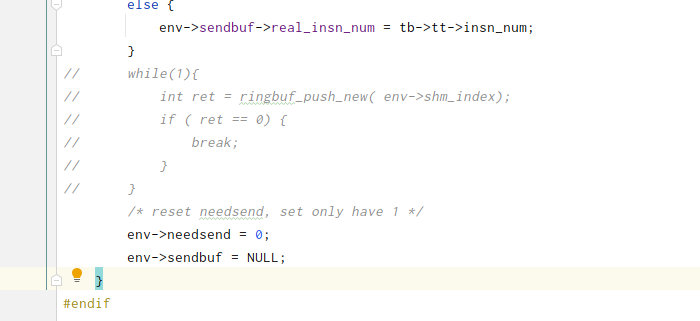 else {
env->sendbuf->real_insn_num = tb->tt->insn_num;
}
// while(1){
// int ret = ringbuf_push_new( env->shm_index);
// if ( ret == 0) {
// break;
// }
// }
/* reset needsend, set only have 1 */
env->needsend = 0;
env->sendbuf = NULL;
}
#endif